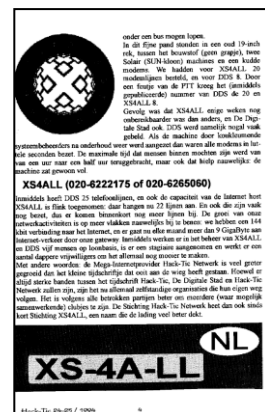 onder een bus mogen lopen.
In dit fijne pand stonden in een oud 19-inch
rek, tussen het bouwstof (geen grapje), twee
Solair (SUN-kloon) machines en een kudde
modems. We hadden voor XS4ALL 20
modemlijnen besteld, en voor DDS 8. Door
een foutje van de PTT kreeg het (inmiddels
gepubliceerde) nummer van DDS de 20 en
XS4ALL 8.
Gevolg was dat XS4ALL enige weken nog
onbereikbaarder was dan anders, en De Digi-
tale Stad ook. DDS werd namelijk nogal vaak
gebeld. Als de machine door koukleumende
systeembeheerders na onderhoud weer werd aangezet dan waren alle modems in lut-
tele seconden bezet. De maximale tijd dat mensen binnen mochten zijn werd van
van een uur naar een half uur teruggebracht, maar ook dat hielp nauwelijks: de
machine zat gewoon vol.
XS4ALL (020-6222175 of 020-6265060)
Inmiddels heeft DDS 25 telefoonlijnen, en ook de capaciteit van de Internet host
XS4ALL is flink toegenomen: daar hangen nu 22 lijnen aan. En ook die zijn vaak
nog bezet, dus er komen binnenkort nog meer lijnen bij. De groei van onze
netwerkactiviteiten is op meer vlakken nauwelijks bij te benen: we hebben een 144
kbit verbinding naar het Internet, en er gaat nu elke maand meer dan 9 GigaByte aan
Internet-verkeer door onze gateway. Inmiddels werken er in het beheer van XS4ALL
en DDS vijf mensen op loonbasis, is er een stagiaire aangenomen en werkt er een
aantal dappere vrijwilligers om het allemaal nog mooier te maken.
Met andere woorden: de Mega-Internetprovider Hack-Tic Netwerk is veel groter
gegroeid dan het kleine tijdschriftje dat ooit aan de wieg heeft gestaan. Hoewel er
altijd sterke banden tussen het tijdschrift Hack-Tic, De Digitale Stad en Hack-Tic
Netwerk zullen zijn, zijn het nu allemaal zelfstandige organisaties die hun eigen weg
volgen. Het is volgens alle betrokken partijen beter om meerdere (waar mogelijk
samenwerkende) clubjes te zijn. De Stichting Hack-Tic Netwerk heet dan ook sinds
kort Stichting XS4ALL, een naam die de lading veel beter dekt.
NL
XS-4A-LL
Hack-Tic 24-25 / 1994